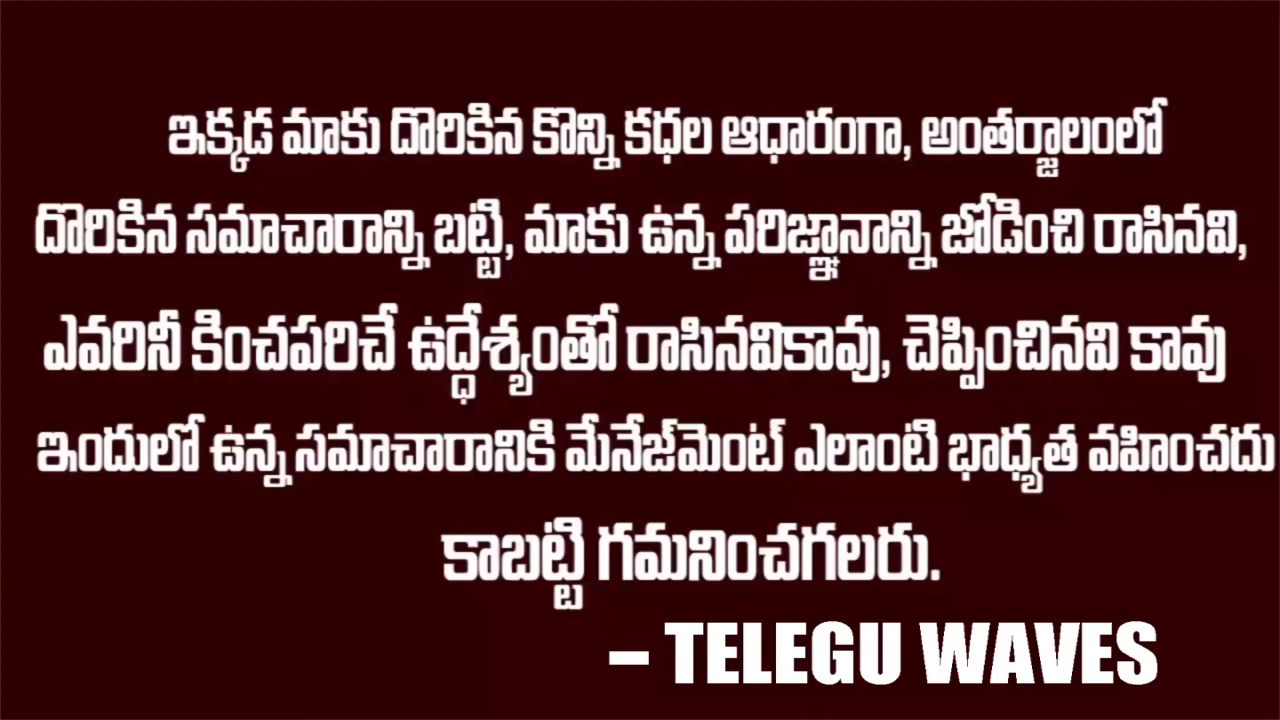 ఇక్కడ మాకు దొరికిన కొన్ని కధల ఆధారంగా, అంతర్జాలంలో
దొరికిన సమాచారాన్ని బట్టి, మాకు ఉన్న పరిజ్ఞానాన్ని జోడించి రాసినవి,
ఎవరినీ కించపరిచే ఉద్ధేశ్యంతో రాసినవికావు, చెప్పించినవి కావు
ఇందులో ఉన్న సమాచారానికి మేనేజ్‌మెంట్ ఎలాంటి భాధ్యత వహించదు
కాబట్టి గమనించగలరు.
– TELEGU WAVES